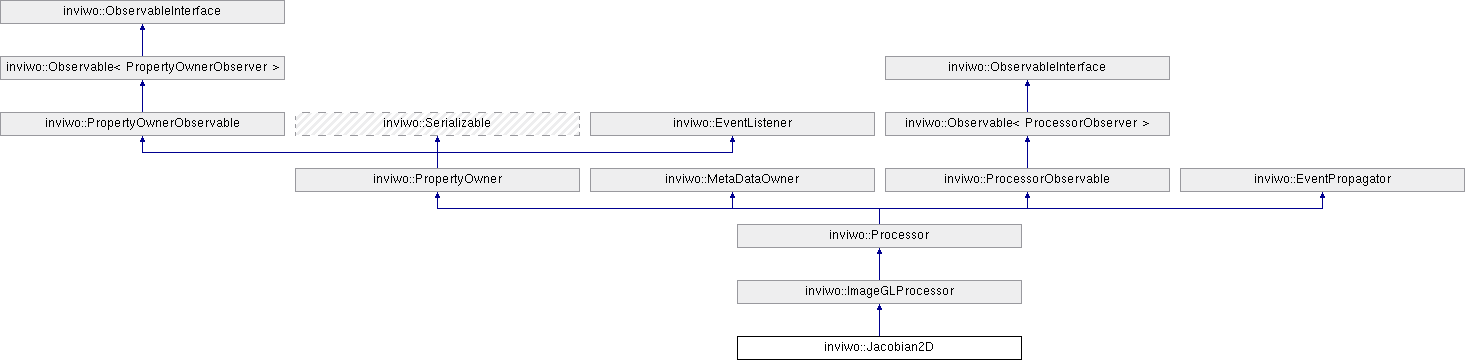 inviwo::ObservableInterface
inviwo::Observable< PropertyOwnerObserver >
inviwo::ObservableInterface
inviwo::PropertyOwnerObservable
inviwo::Serializable
inviwo::EventListener
inviwo::Observable< ProcessorObserver >
inviwo::PropertyOwner
inviwo::MetaDataOwner
inviwo::ProcessorObservable
inviwo::EventPropagator
inviwo::Processor
inviwo::ImageGLProcessor
inviwo::Jacobian2D